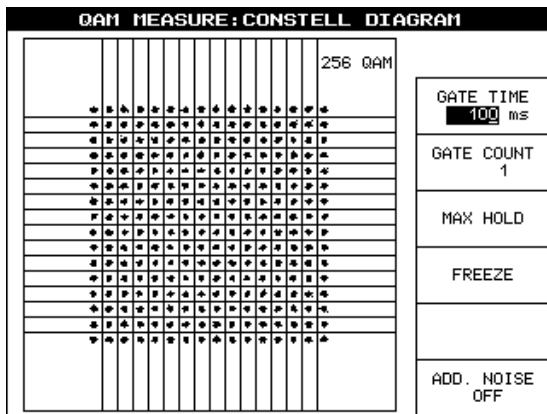 QAM MEASURE:CONSTELL DIAGRAM
256 QAM
GATE TIME
100 ms
GATE COUNT
1
MAX HOLD
FREEZE
ADD. NOISE
OFF